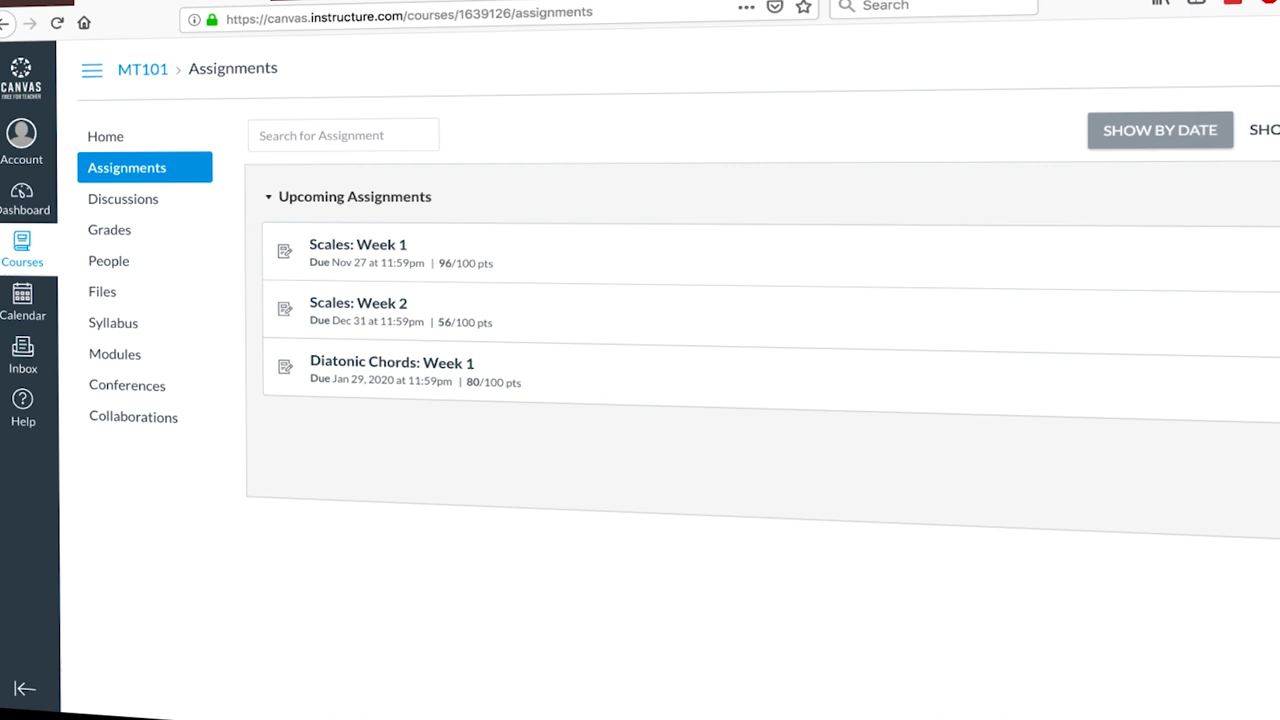 https://canvas.instructure.com/courses/1639126/assignments
Search
CANVAS
FREE FOR TEACHER
Account
Dashboard
Courses
Calendar
Inbox
Help
MT101 > Assignments
Home
Assignments
Discussions
Grades
People
Files
Syllabus
Modules
Conferences
Collaborations
Search for Assignment
SHOW BY DATE
SHO
Upcoming Assignments
Scales: Week 1
Due Nov 27 at 11:59pm | 96/100 pts
Scales: Week 2
Due Dec 31 at 11:59pm | 56/100 pts
Diatonic Chords: Week 1
Due Jan 29, 2020 at 11:59pm | 80/100 pts